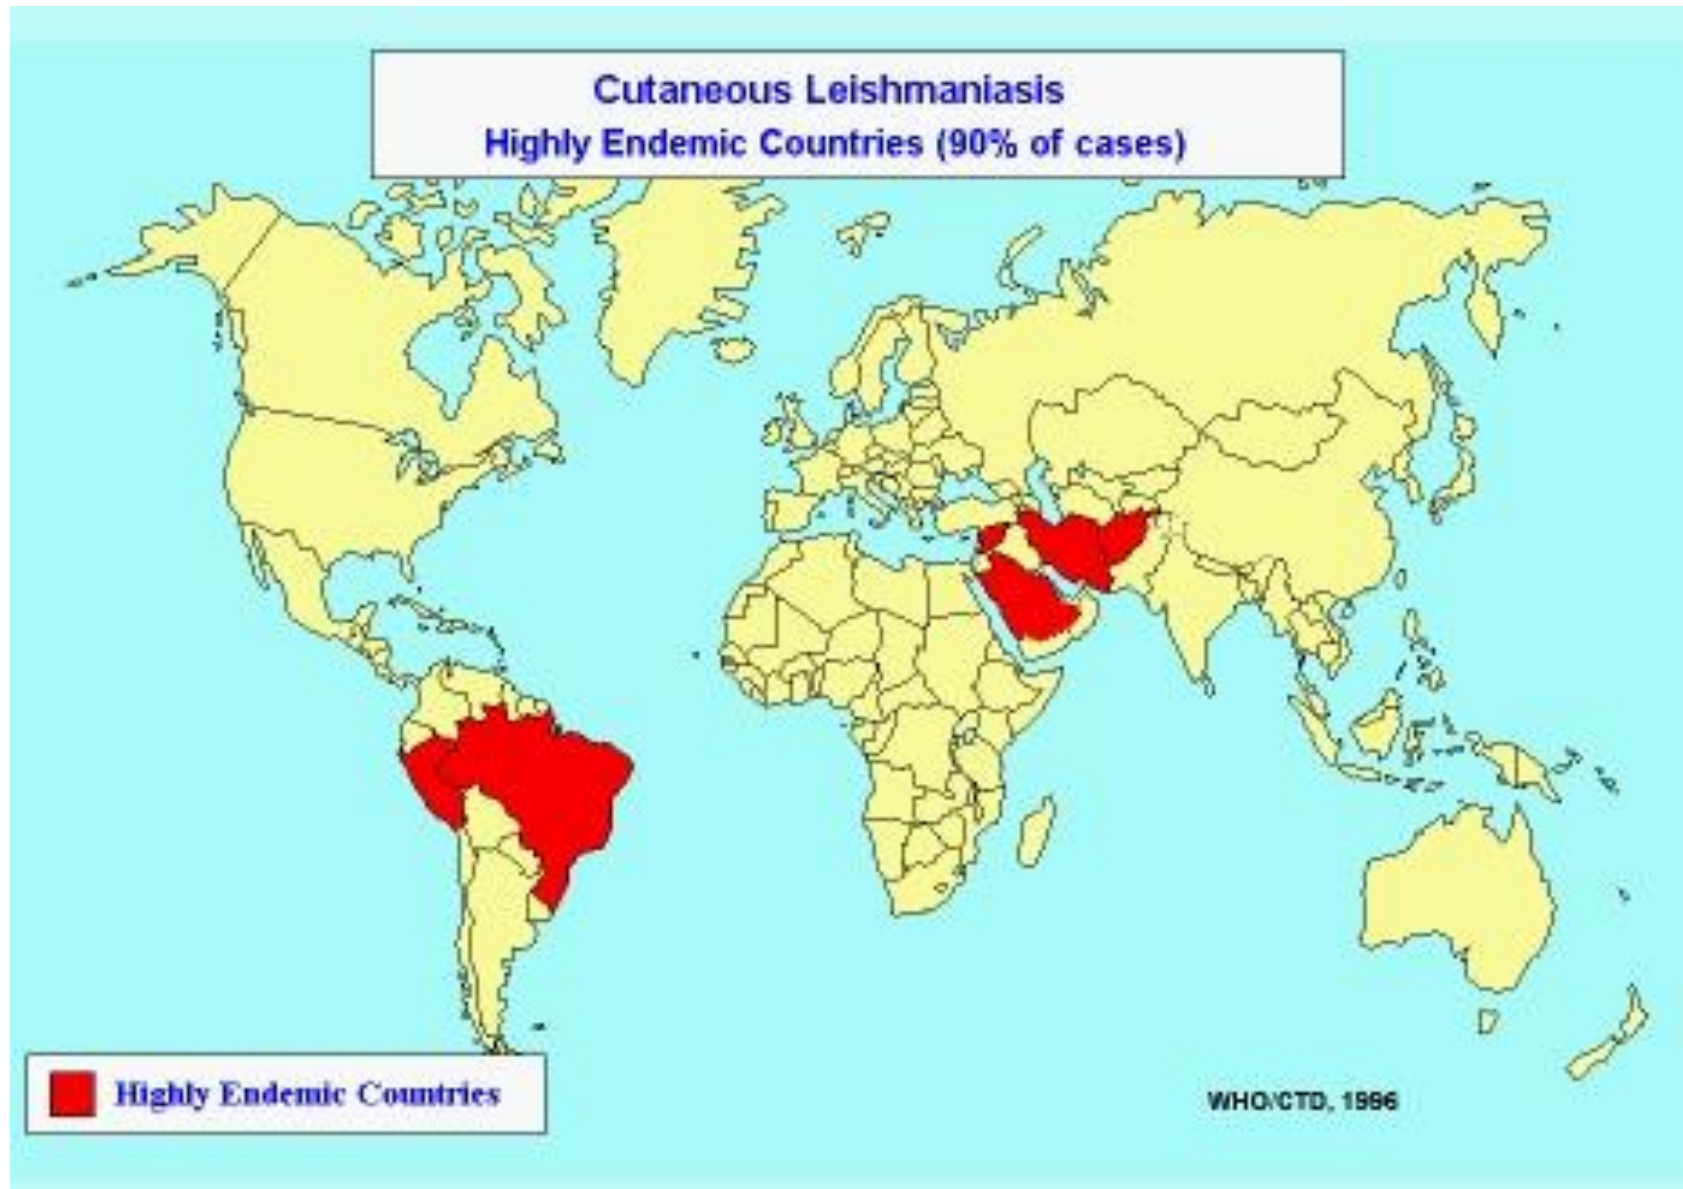 Cutaneous Leishmaniasis
Highly Endemic Countries (90% of cases)
Highly Endemic Countries
WHO/CTD, 1996